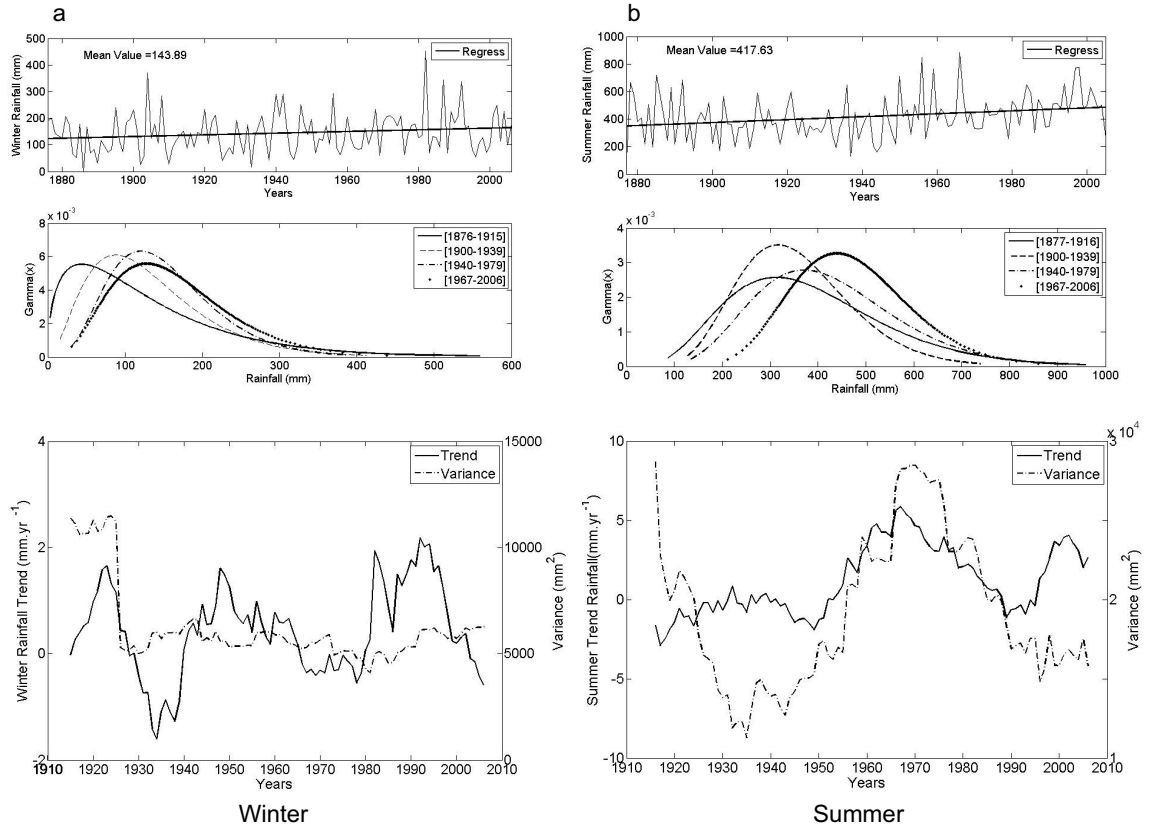 a
500
400
300
200
100
0
Winter Rainfall (mm)
Mean Value =143.89
Regress
1880 1900 1920 1940 1960 1980 2000
Years
x 10 -3
8
6
4
2
0
Gamma(x)
[1876-1915]
[1900-1939]
[1940-1979]
[1967-2006]
0 100 200 300 400 500 600
Rainfall (mm)
4
2
0
-2
Winter Rainfall Trend (mm.yr -1)
Trend
Variance
15000
10000
5000
0
Variance (mm2)
1910 1920 1930 1940 1950 1960 1970 1980 1990 2000 2010
Years
Winter
b
1000
800
600
400
200
0
Summer Rainfall (mm)
Mean Value =417.63
Regress
1880 1900 1920 1940 1960 1980 2000
Years
x 10 -3
4
3
2
1
0
Gamma(x)
[1877-1916]
[1900-1939]
[1940-1979]
[1967-2006]
0 100 200 300 400 500 600 700 800 900 1000
Rainfall (mm)
10
5
0
-5
-10
Summer Trend Rainfall(mm.yr -1)
Trend
Variance
x 10 4
3
2
1
Variance (mm2)
1910 1920 1930 1940 1950 1960 1970 1980 1990 2000 2010
Years
Summer